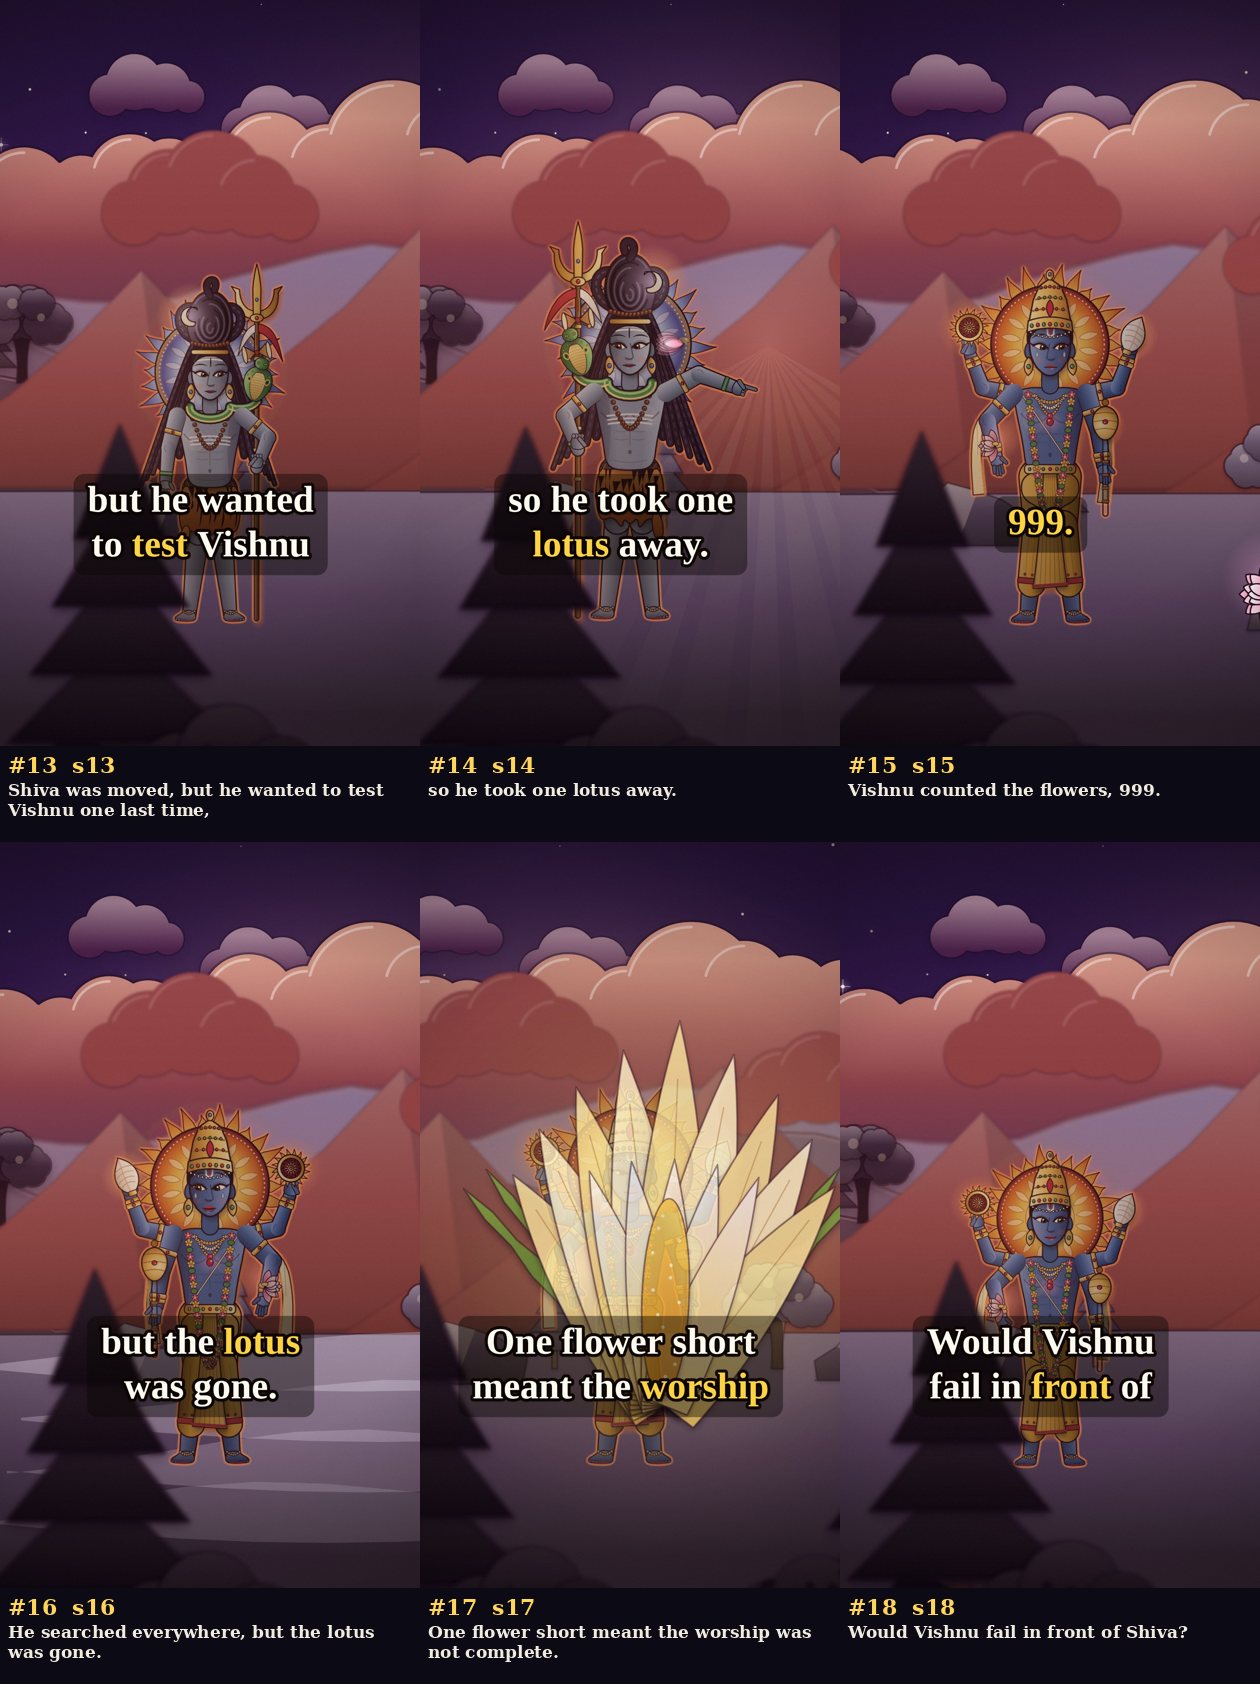 but he wanted
to test Vishnu
#13 s13
Shiva was moved, but he wanted to test
Vishnu one last time,
so he took one
lotus away.
#14 s14
so he took one lotus away.
999.
#15 s15
Vishnu counted the flowers, 999.
but the lotus
was gone.
#16 s16
He searched everywhere, but the lotus
was gone.
One flower short
meant the worship
#17 s17
One flower short meant the worship was
not complete.
Would Vishnu
fail in front of
#18 s18
Would Vishnu fail in front of Shiva?